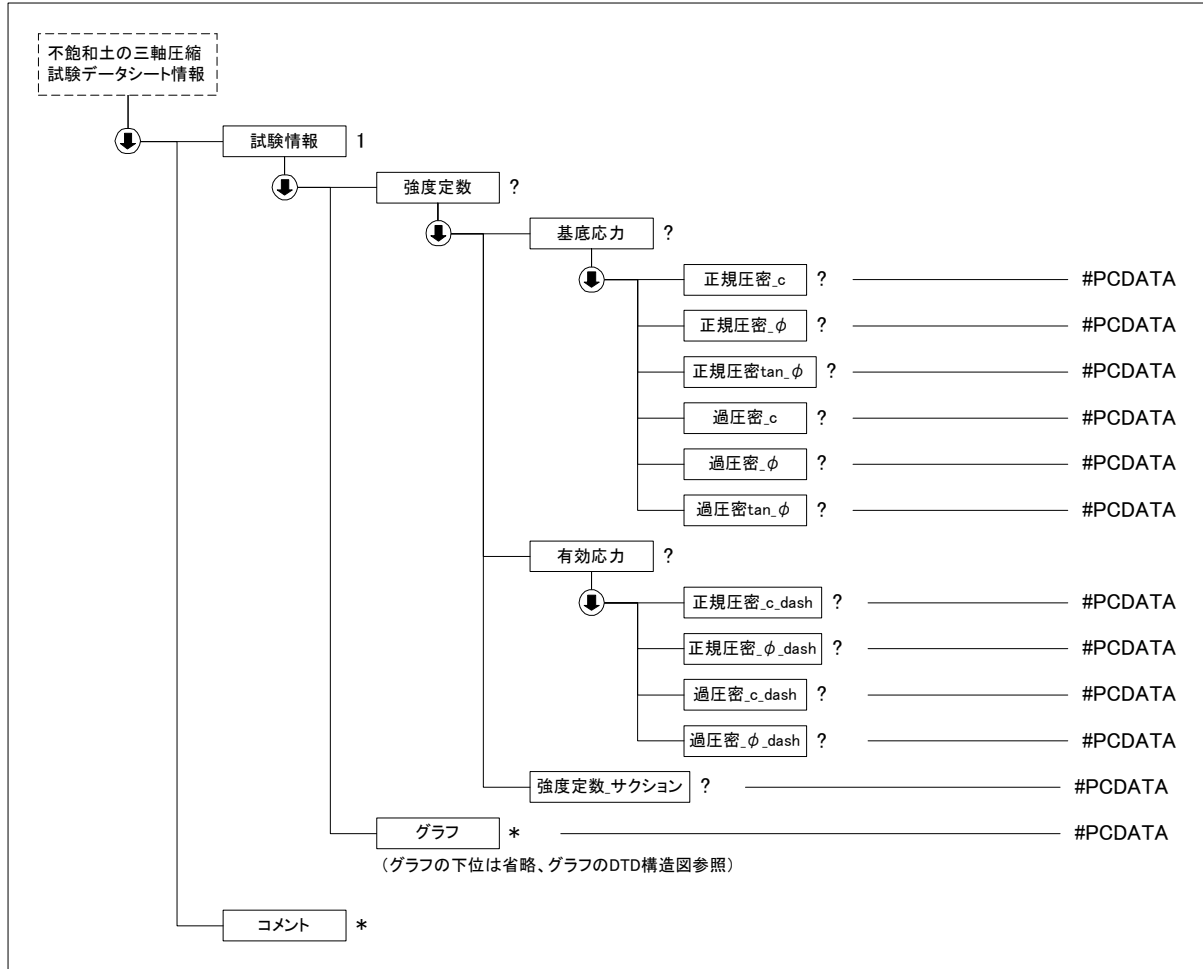 不飽和土の三軸圧縮
試験データシート情報
試験情報 1
強度定数 ?
基底応力 ?
正規圧密_c ? #PCDATA
正規圧密_φ ? #PCDATA
正規圧密tan_φ ? #PCDATA
過圧密_c ? #PCDATA
過圧密_φ ? #PCDATA
過圧密tan_φ ? #PCDATA
有効応力 ?
正規圧密_c_dash ? #PCDATA
正規圧密_φ_dash ? #PCDATA
過圧密_c_dash ? #PCDATA
過圧密_φ_dash ? #PCDATA
強度定数_サクション ? #PCDATA
グラフ * #PCDATA
(グラフの下位は省略、グラフのDTD構造図参照)
コメント *